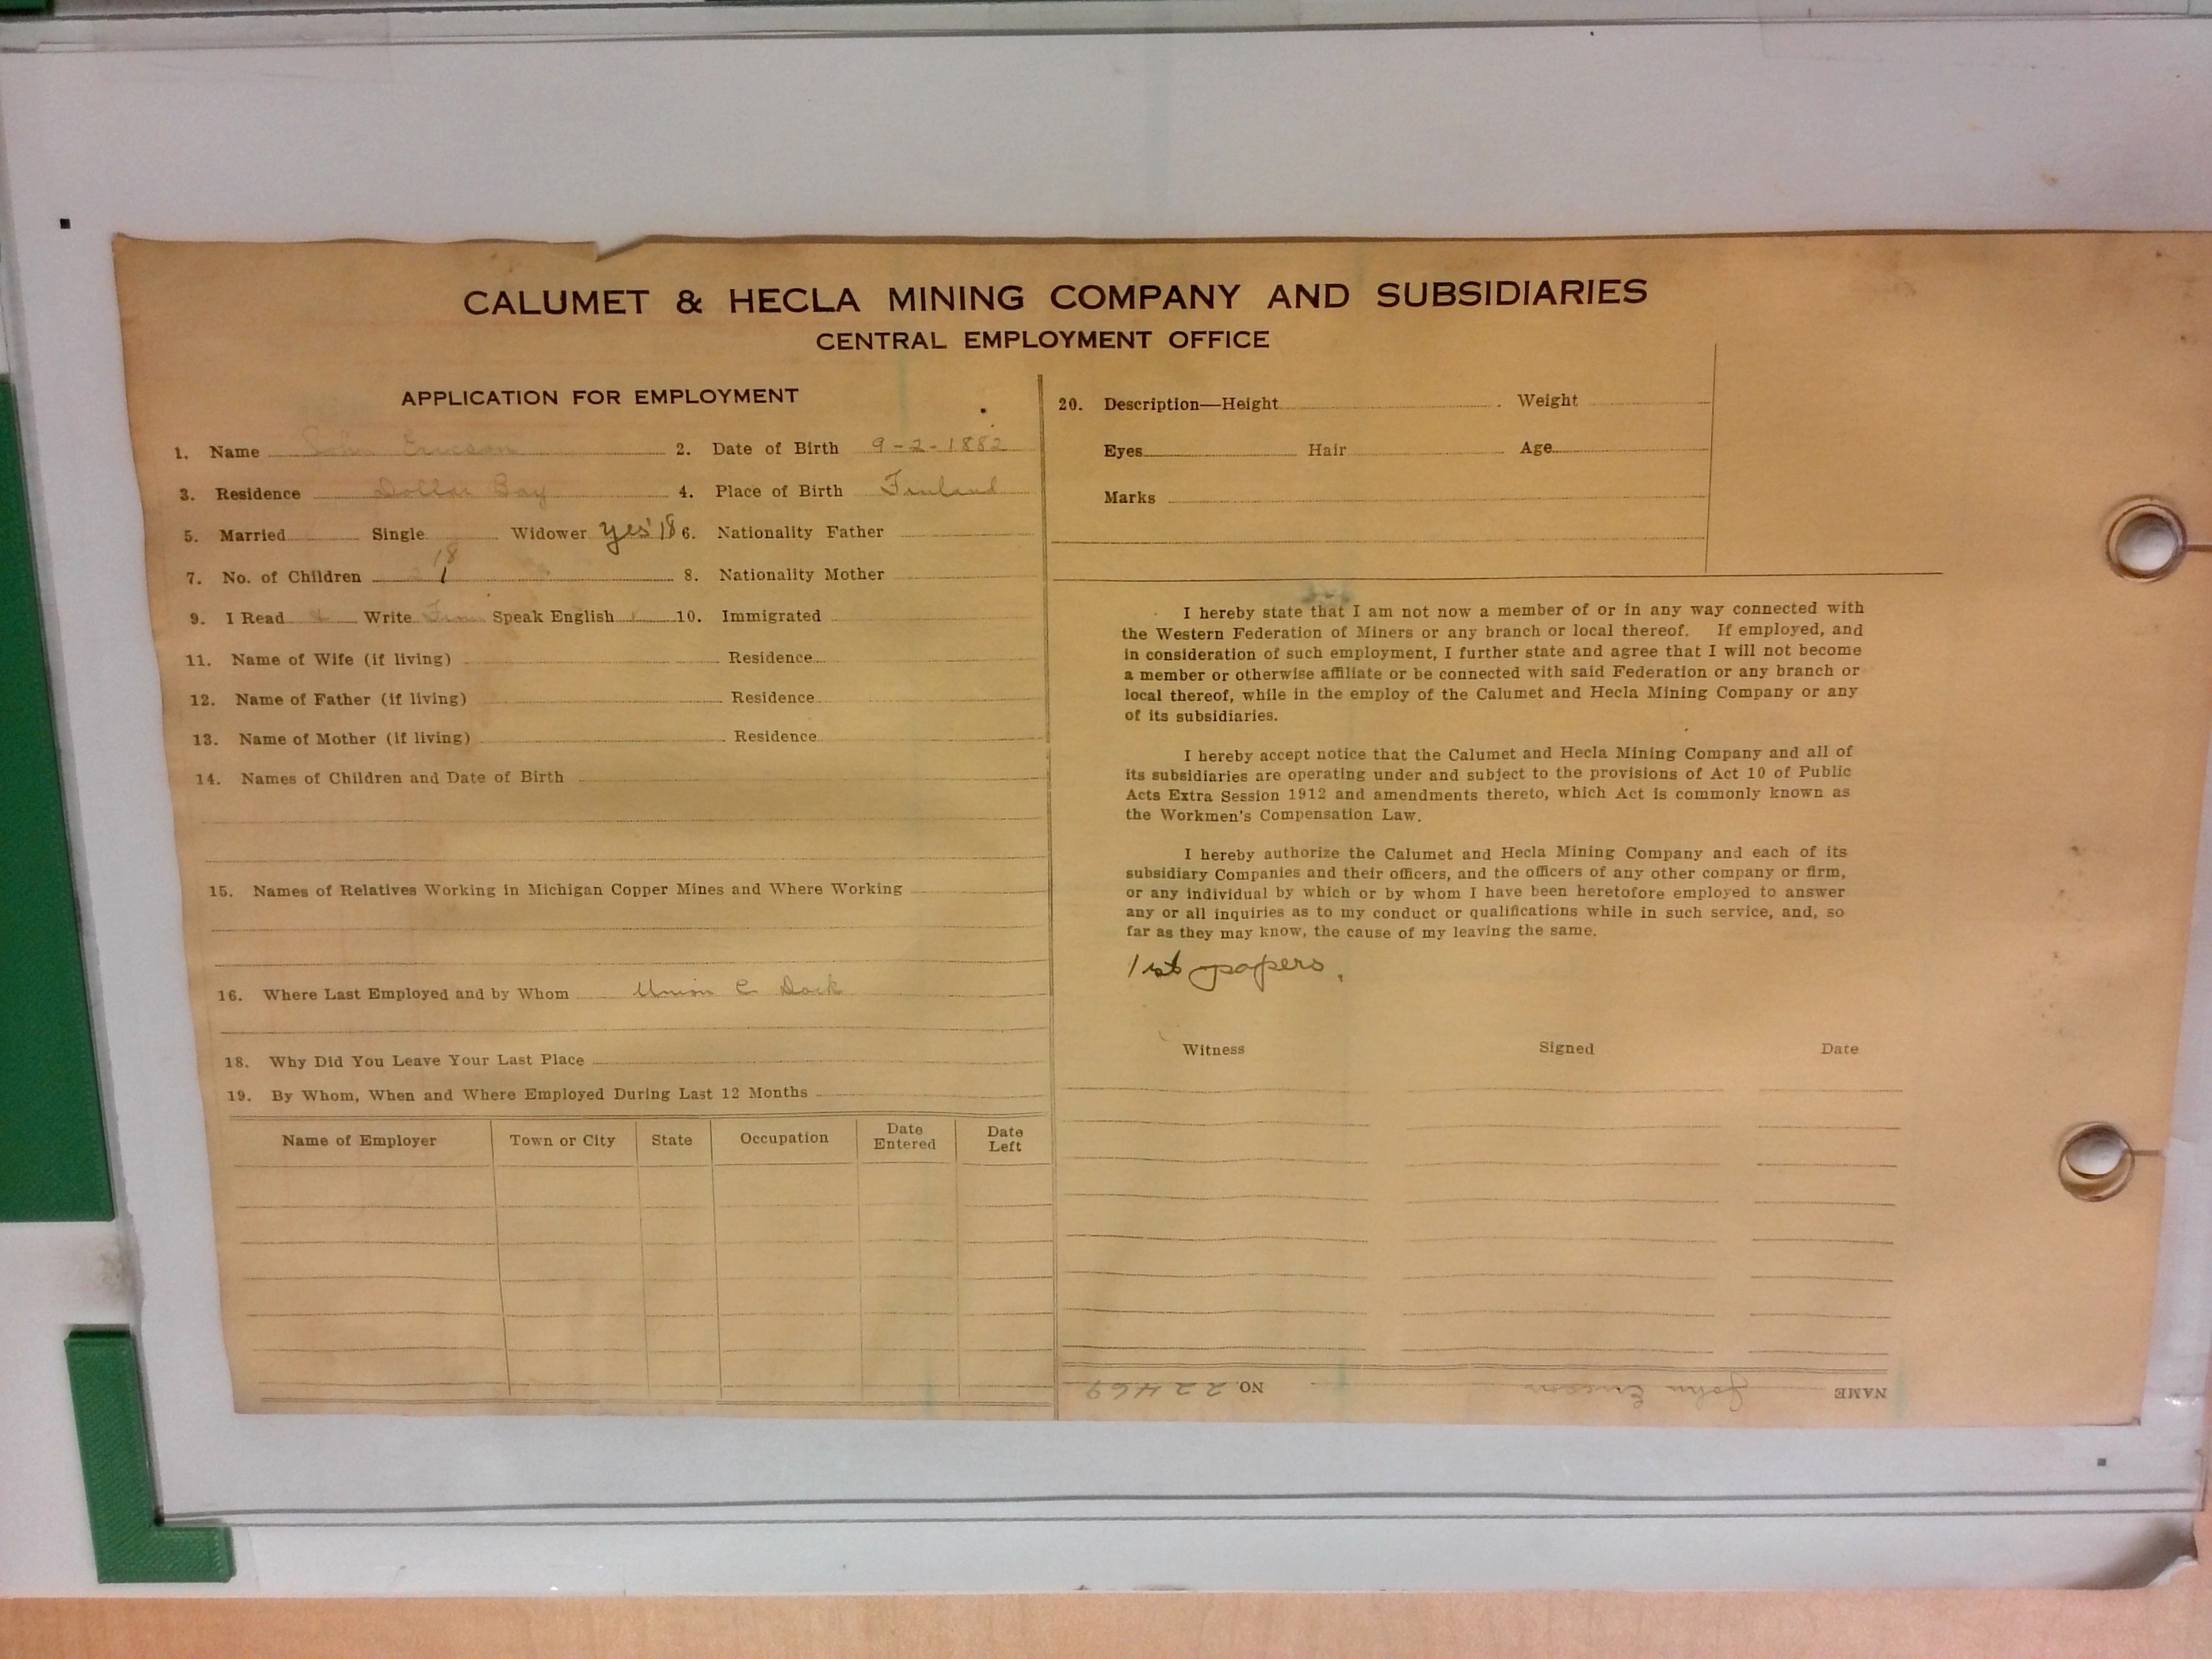 CALUMET & HECLA MINING COMPANY AND SUBSIDIARIES
CENTRAL EMPLOYMENT OFFICE
APPLICATION FOR EMPLOYMENT
1. Name John Ericson 2. Date of Birth 9-2-1882
3. Residence Dollar Bay 4. Place of Birth Finland
5. Married Single Widower yes '18 6. Nationality Father
18
7. No. of Children 1 8. Nationality Mother
9. I Read Write Speak English 10. Immigrated
11. Name of Wife (if living) Residence
12. Name of Father (if living) Residence
13. Name of Mother (if living) Residence
14. Names of Children and Date of Birth
15. Names of Relatives Working in Michigan Copper Mines and Where Working
16. Where Last Employed and by Whom Union C Dock
18. Why Did You Leave Your Last Place
19. By Whom, When and Where Employed During Last 12 Months
Name of Employer Town or City State Occupation Date Entered Date Left
20. Description—Height Weight
Eyes Hair Age
Marks
I hereby state that I am not now a member of or in any way connected with
the Western Federation of Miners or any branch or local thereof. If employed, and
in consideration of such employment, I further state and agree that I will not become
a member or otherwise affiliate or be connected with said Federation or any branch or
local thereof, while in the employ of the Calumet and Hecla Mining Company or any
of its subsidiaries.
I hereby accept notice that the Calumet and Hecla Mining Company and all of
its subsidiaries are operating under and subject to the provisions of Act 10 of Public
Acts Extra Session 1912 and amendments thereto, which Act is commonly known as
the Workmen's Compensation Law.
I hereby authorize the Calumet and Hecla Mining Company and each of its
subsidiary Companies and their officers, and the officers of any other company or firm,
or any individual by which or by whom I have been heretofore employed to answer
any or all inquiries as to my conduct or qualifications while in such service, and, so
far as they may know, the cause of my leaving the same.
1st papers.
Witness Signed Date
NAME John Ericson NO. 22469